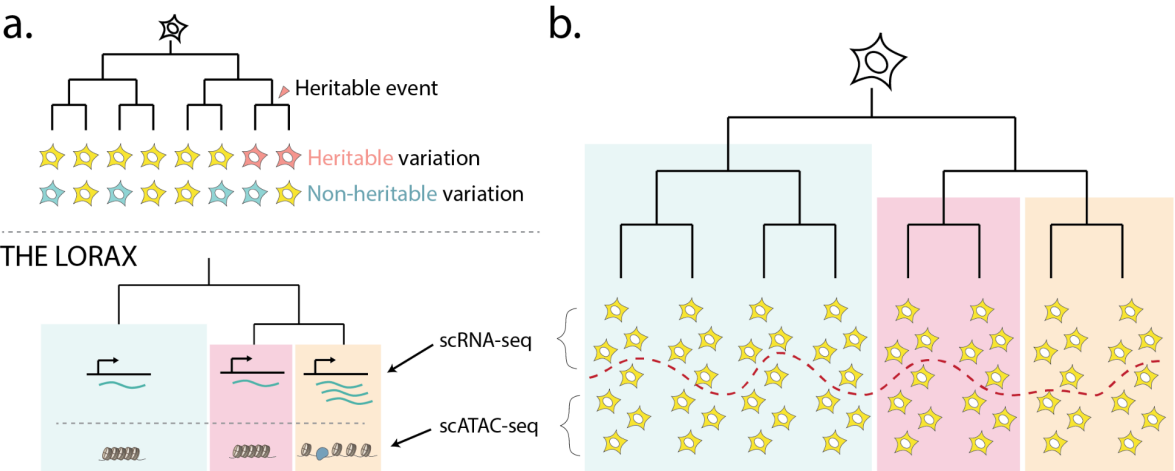 a.
Heritable event
Heritable variation
Non-heritable variation
THE LORAX
scRNA-seq
scATAC-seq
b.